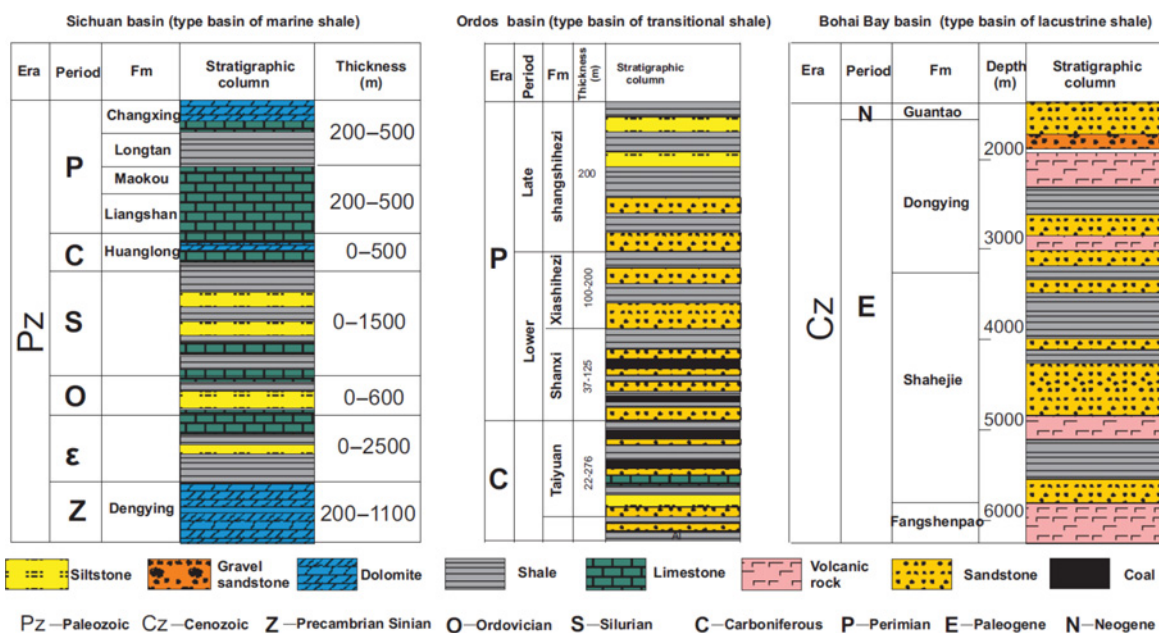 Sichuan basin (type basin of marine shale)
Era Period Fm Stratigraphic column Thickness (m)
Pz
P
Changxing
Longtan
200–500
Maokou
Liangshan
200–500
C Huanglong 0–500
S 0–1500
O 0–600
ε 0–2500
Z Dengying 200–1100
Ordos basin (type basin of transitional shale)
Era Period Fm Thickness (m) Stratigraphic column
P
Late shangshihezi 200
Lower
Xiashihezi 100-200
Shanxi 37-125
C Taiyuan 22-276
Al
Bohai Bay basin (type basin of lacustrine shale)
Era Period Fm Depth (m) Stratigraphic column
Cz
N Guantao
2000
E
Dongying
3000
4000
Shahejie
5000
Fangshenpao 6000
Siltstone Gravel sandstone Dolomite Shale Limestone Volcanic rock Sandstone Coal
Pz—Paleozoic Cz—Cenozoic Z—Precambrian Sinian O—Ordovician S—Silurian C—Carboniferous P—Perimian E—Paleogene N—Neogene